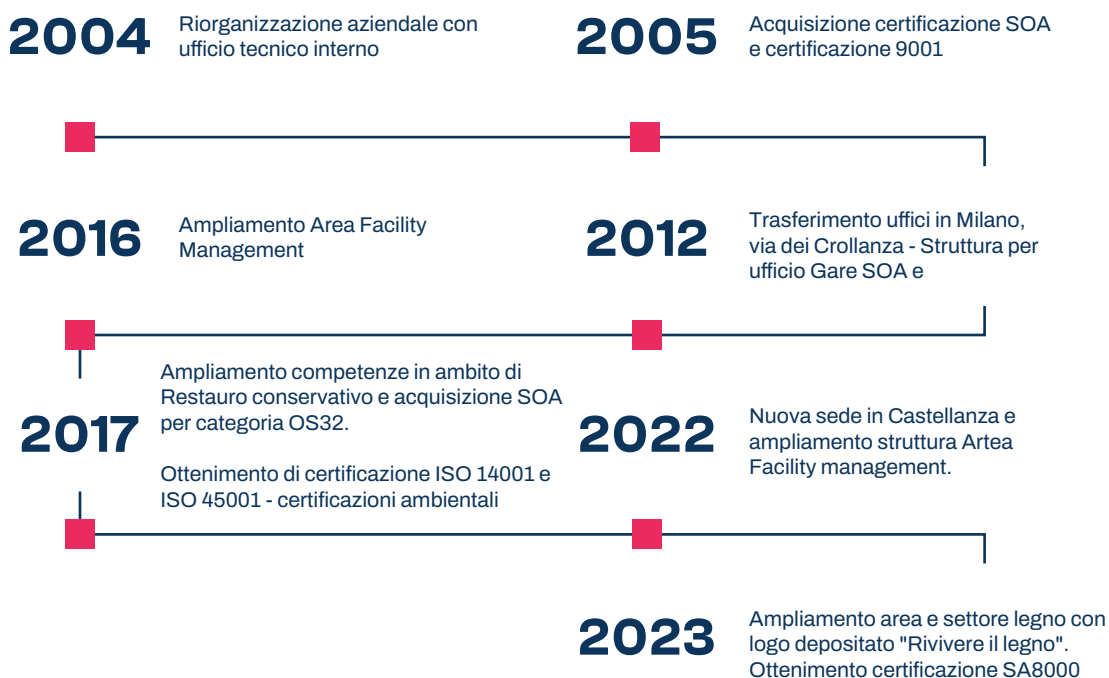 2004
Riorganizzazione aziendale con
ufficio tecnico interno
2005
Acquisizione certificazione SOA
e certificazione 9001
2016
Ampliamento Area Facility
Management
2012
Trasferimento uffici in Milano,
via dei Crollanza - Struttura per
ufficio Gare SOA e
2017
Ampliamento competenze in ambito di
Restauro conservativo e acquisizione SOA
per categoria OS32.
Ottenimento di certificazione ISO 14001 e
ISO 45001 - certificazioni ambientali
2022
Nuova sede in Castellanza e
ampliamento struttura Artea
Facility management.
2023
Ampliamento area e settore legno con
logo depositato "Rivivere il legno".
Ottenimento certificazione SA8000